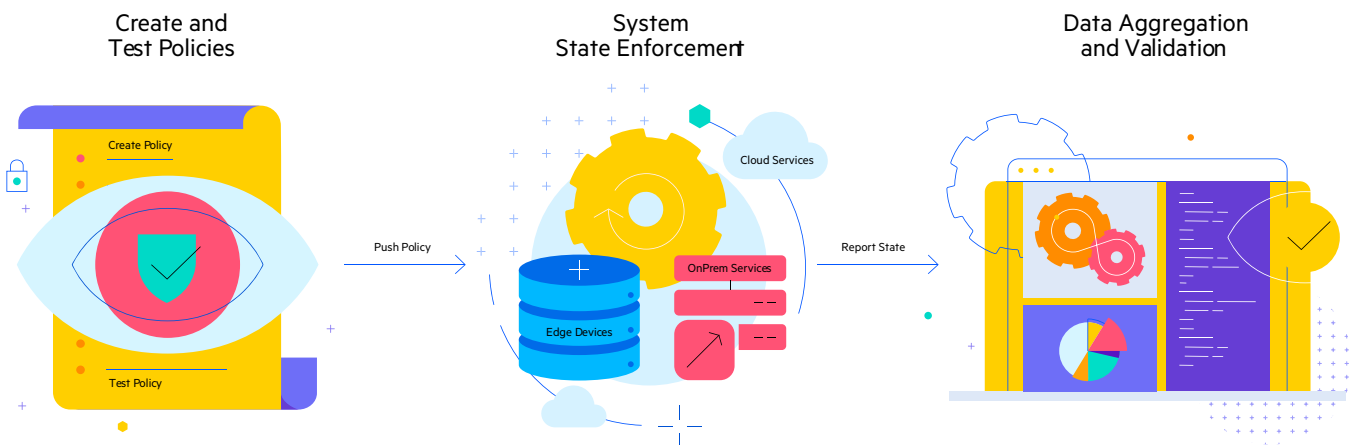 Create and
Test Policies
System
State Enforcement
Data Aggregation
and Validation
Create Policy
Test Policy
Push Policy
Cloud Services
OnPrem Services
Edge Devices
Report State